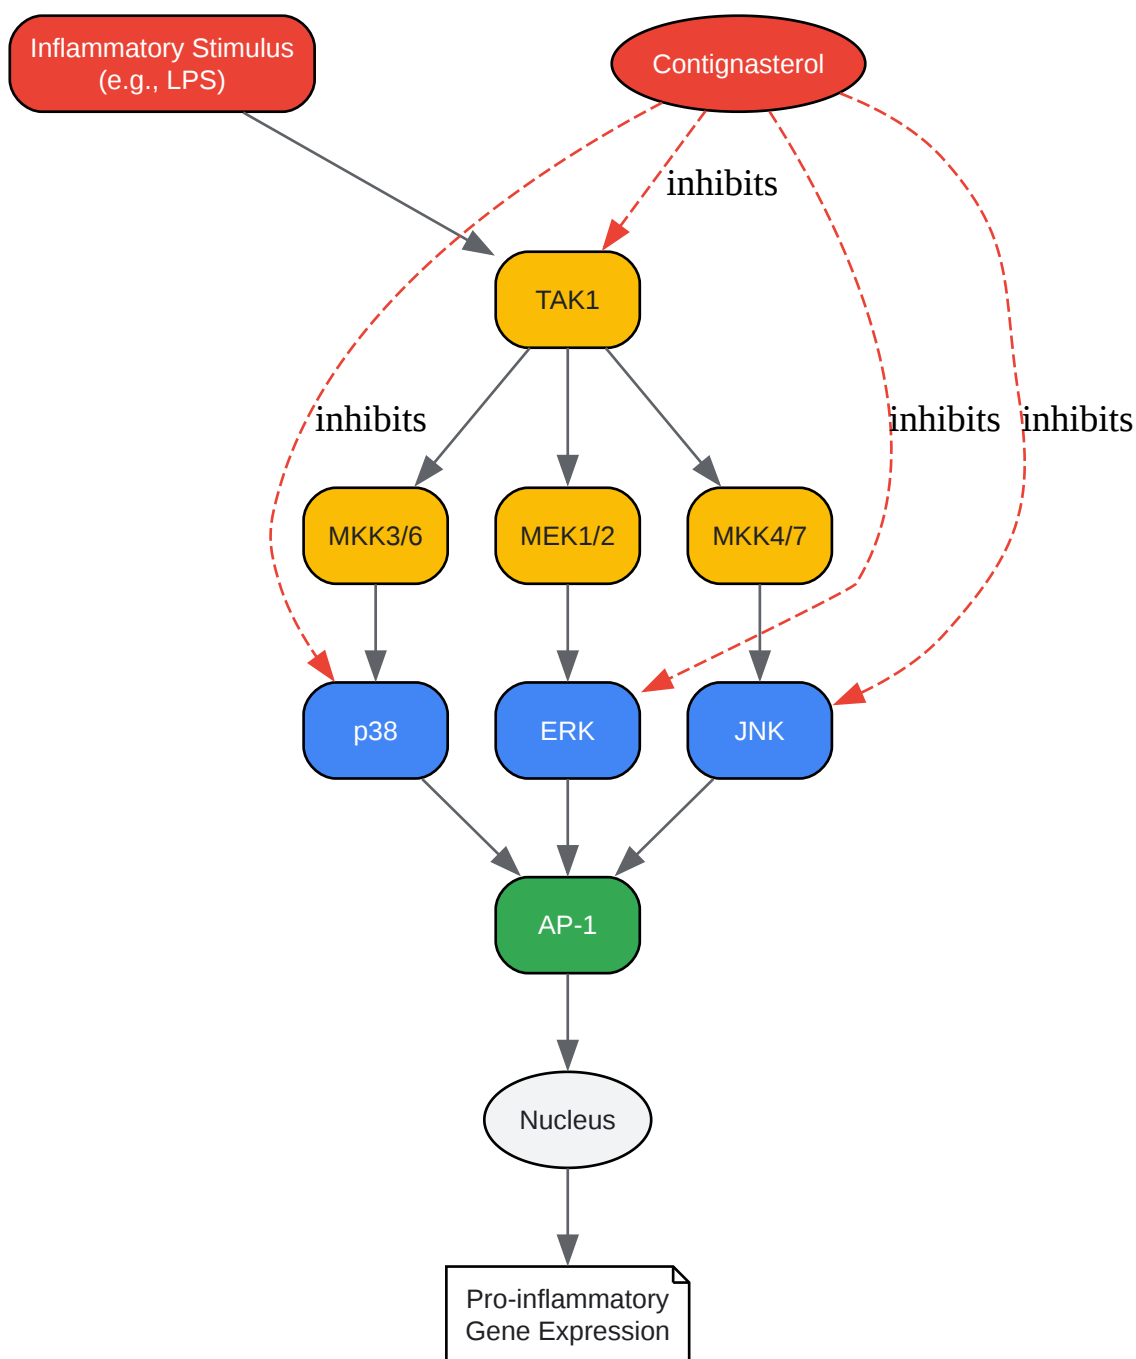 Inflammatory Stimulus
(e.g., LPS)
Contignasterol
inhibits
TAK1
inhibits
inhibits
inhibits
MKK3/6
MEK1/2
MKK4/7
p38
ERK
JNK
AP-1
Nucleus
Pro-inflammatory
Gene Expression